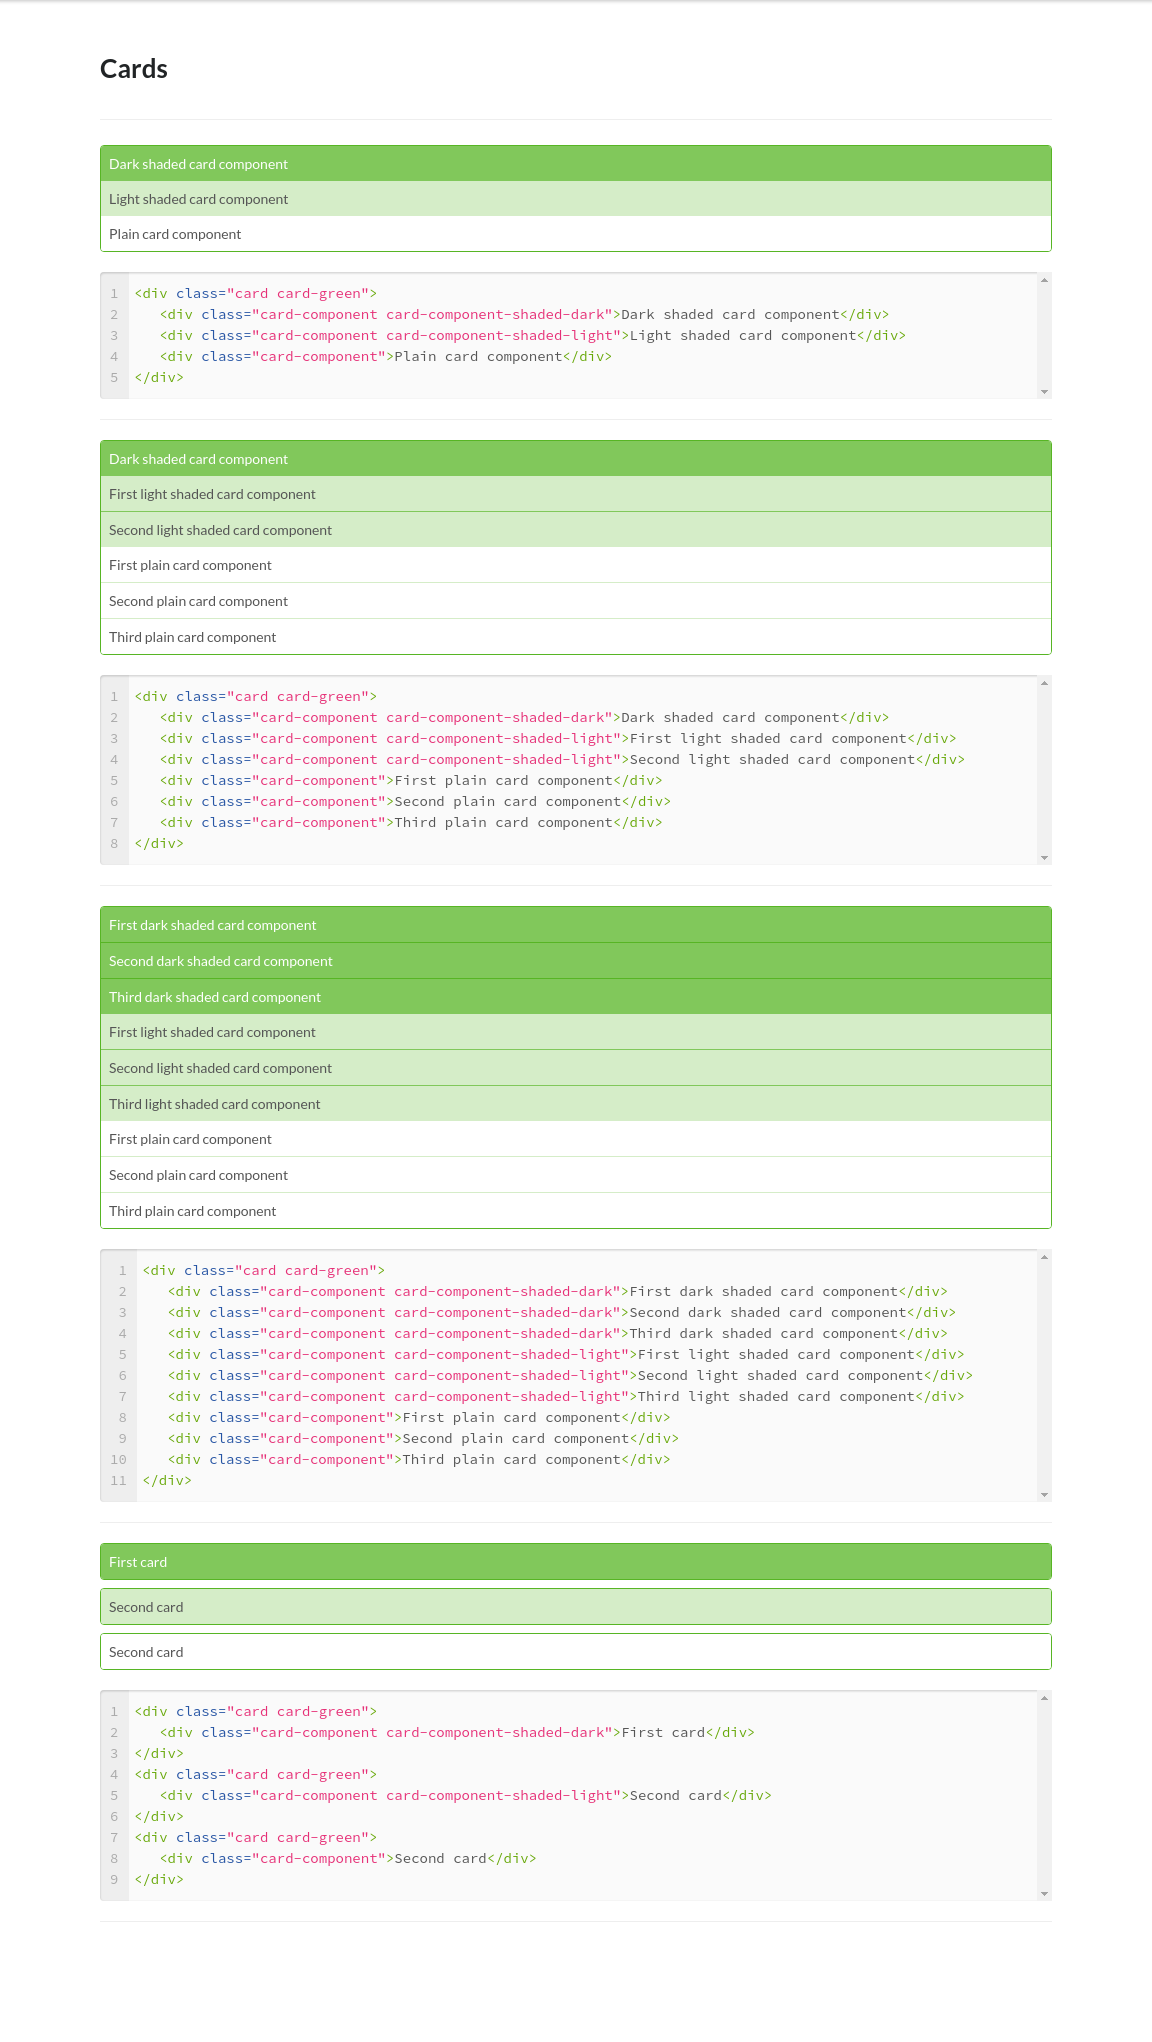 Cards
Dark shaded card component
Light shaded card component
Plain card component
1 <div class="card card-green">
2    <div class="card-component card-component-shaded-dark">Dark shaded card component</div>
3    <div class="card-component card-component-shaded-light">Light shaded card component</div>
4    <div class="card-component">Plain card component</div>
5 </div>
Dark shaded card component
First light shaded card component
Second light shaded card component
First plain card component
Second plain card component
Third plain card component
1 <div class="card card-green">
2    <div class="card-component card-component-shaded-dark">Dark shaded card component</div>
3    <div class="card-component card-component-shaded-light">First light shaded card component</div>
4    <div class="card-component card-component-shaded-light">Second light shaded card component</div>
5    <div class="card-component">First plain card component</div>
6    <div class="card-component">Second plain card component</div>
7    <div class="card-component">Third plain card component</div>
8 </div>
First dark shaded card component
Second dark shaded card component
Third dark shaded card component
First light shaded card component
Second light shaded card component
Third light shaded card component
First plain card component
Second plain card component
Third plain card component
1 <div class="card card-green">
2    <div class="card-component card-component-shaded-dark">First dark shaded card component</div>
3    <div class="card-component card-component-shaded-dark">Second dark shaded card component</div>
4    <div class="card-component card-component-shaded-dark">Third dark shaded card component</div>
5    <div class="card-component card-component-shaded-light">First light shaded card component</div>
6    <div class="card-component card-component-shaded-light">Second light shaded card component</div>
7    <div class="card-component card-component-shaded-light">Third light shaded card component</div>
8    <div class="card-component">First plain card component</div>
9    <div class="card-component">Second plain card component</div>
10    <div class="card-component">Third plain card component</div>
11 </div>
First card
Second card
Second card
1 <div class="card card-green">
2    <div class="card-component card-component-shaded-dark">First card</div>
3 </div>
4 <div class="card card-green">
5    <div class="card-component card-component-shaded-light">Second card</div>
6 </div>
7 <div class="card card-green">
8    <div class="card-component">Second card</div>
9 </div>